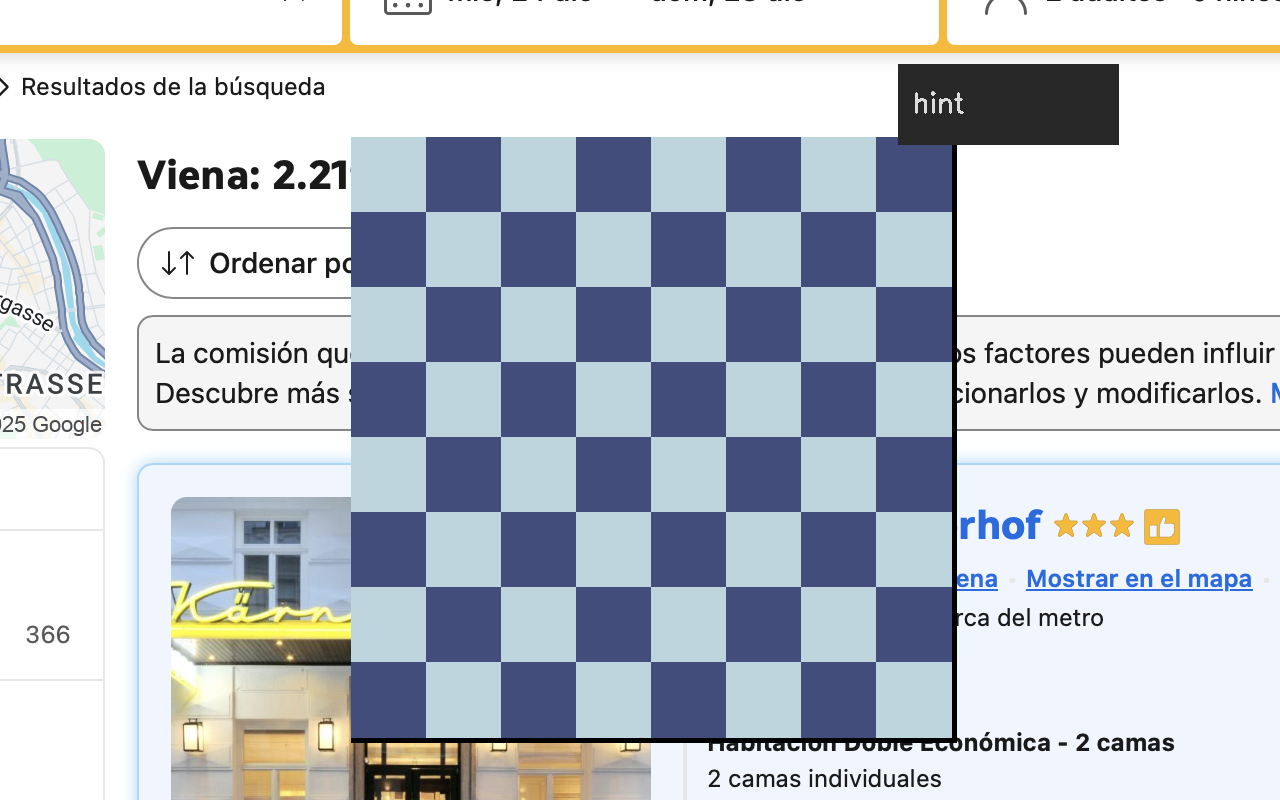 Resultados de la búsqueda
hint
Viena: 2.21
Ordenar po
La comisión qu
os factores pueden influir
Descubre más
cionarlos y modificarlos.
gasse
TRASSE
025 Google
366
Kärn
rhof
ena · Mostrar en el mapa
rca del metro
Habitación Doble Económica - 2 camas
2 camas individuales